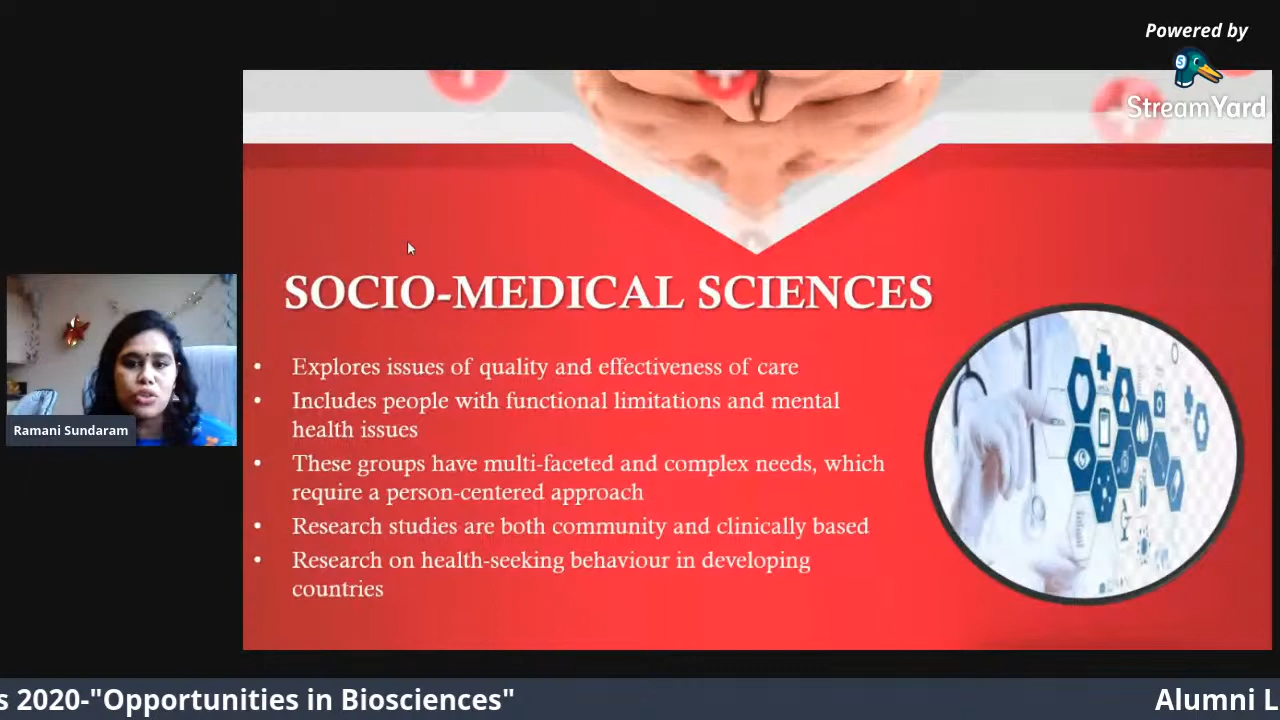 Powered by
StreamYard
SOCIO-MEDICAL SCIENCES
• Explores issues of quality and effectiveness of care
• Includes people with functional limitations and mental
health issues
• These groups have multi-faceted and complex needs, which
require a person-centered approach
• Research studies are both community and clinically based
• Research on health-seeking behaviour in developing
countries
Ramani Sundaram
s 2020-"Opportunities in Biosciences"
Alumni L